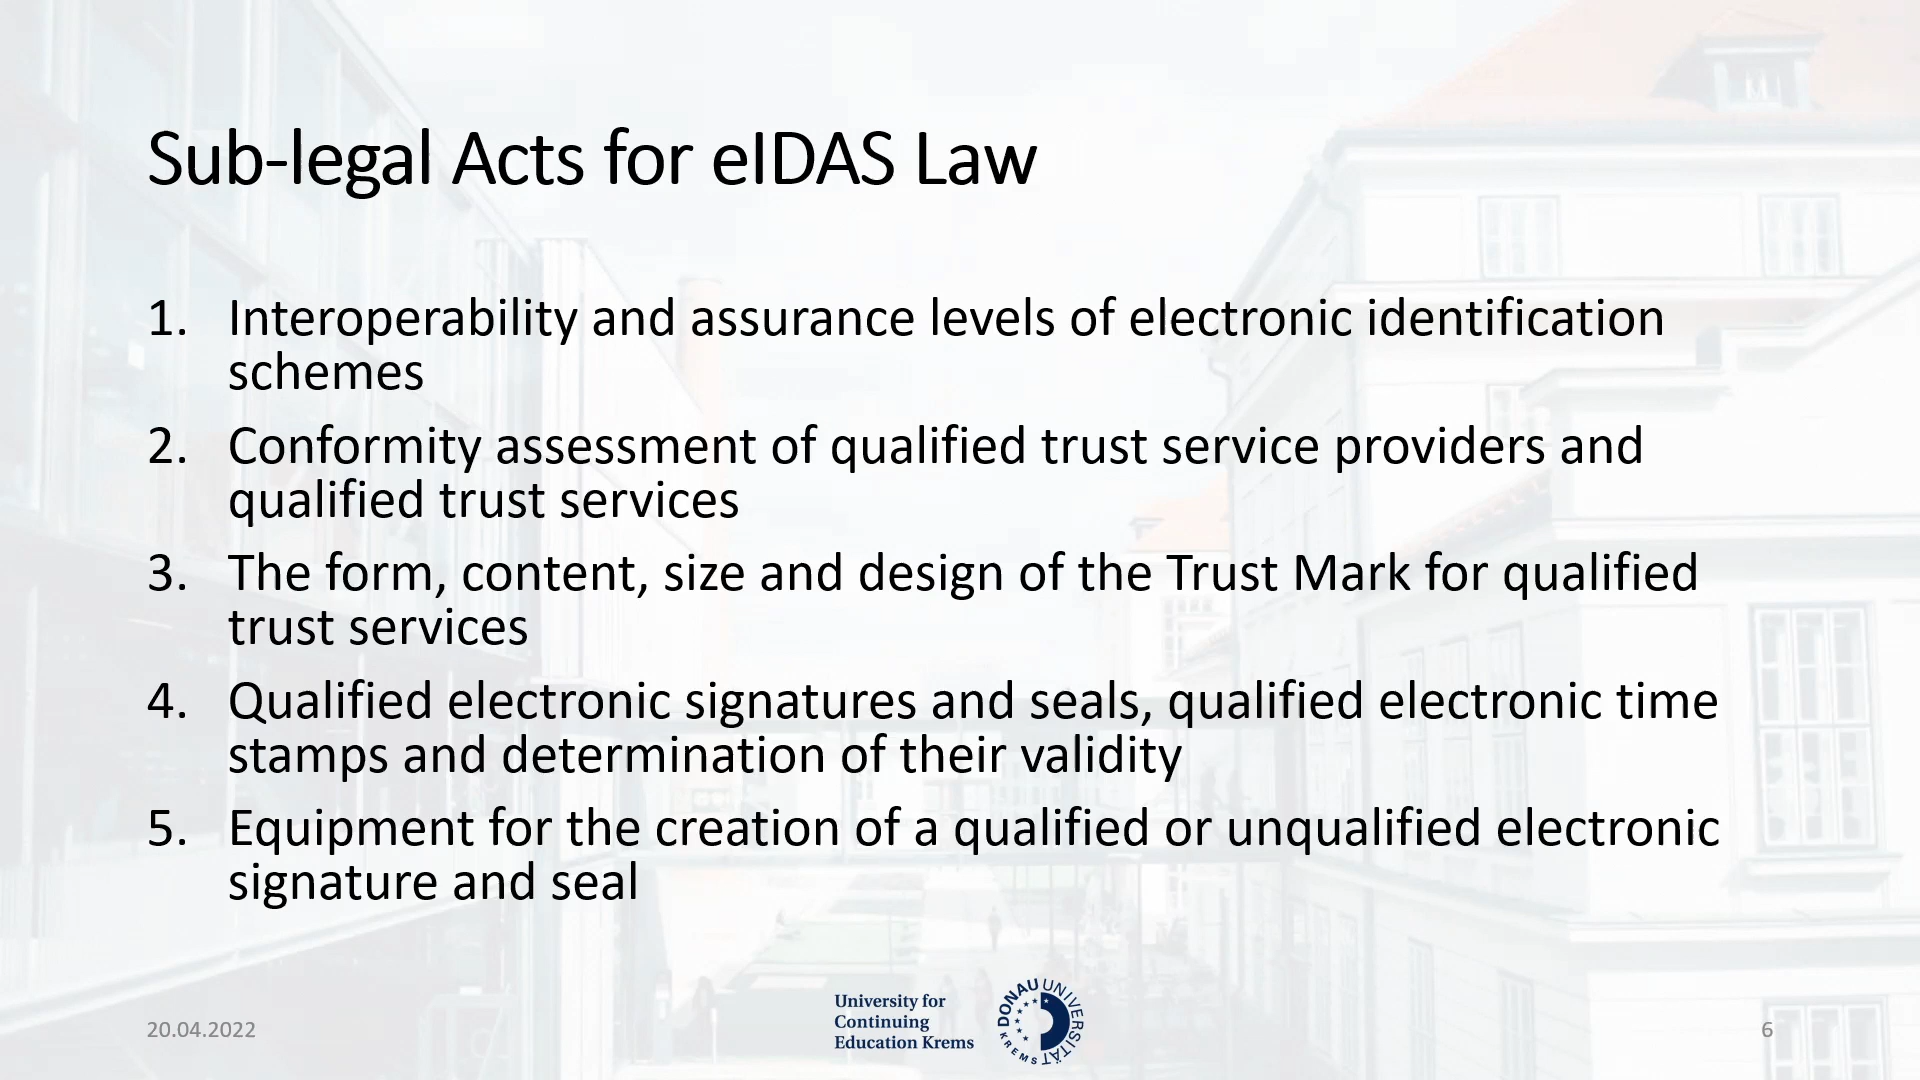 Sub-legal Acts for eIDAS Law
1. Interoperability and assurance levels of electronic identification
schemes
2. Conformity assessment of qualified trust service providers and
qualified trust services
3. The form, content, size and design of the Trust Mark for qualified
trust services
4. Qualified electronic signatures and seals, qualified electronic time
stamps and determination of their validity
5. Equipment for the creation of a qualified or unqualified electronic
signature and seal
20.04.2022
University for
Continuing
Education Krems
DONAU UNIVERSITÄT
KREMS
6